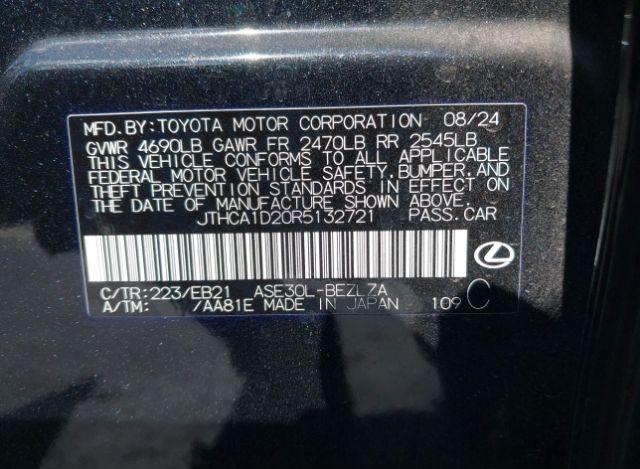 MFD.BY:TOYOTA MOTOR CORPORATION 08/24
GVWR 4690LB GAWR FR 2470LB RR 2545LB
THIS VEHICLE CONFORMS TO ALL APPLICABLE
FEDERAL MOTOR VEHICLE SAFETY,BUMPER,AND
THEFT PREVENTION STANDARDS IN EFFECT ON
THE DATE OF MANUFACTURE SHOWN ABOVE.
JTHCA1D20R5132721 PASS.CAR
C/TR:223/EB21 ASE30L-BEZL7A
A/TM: 7AA81E MADE IN JAPAN 109 C